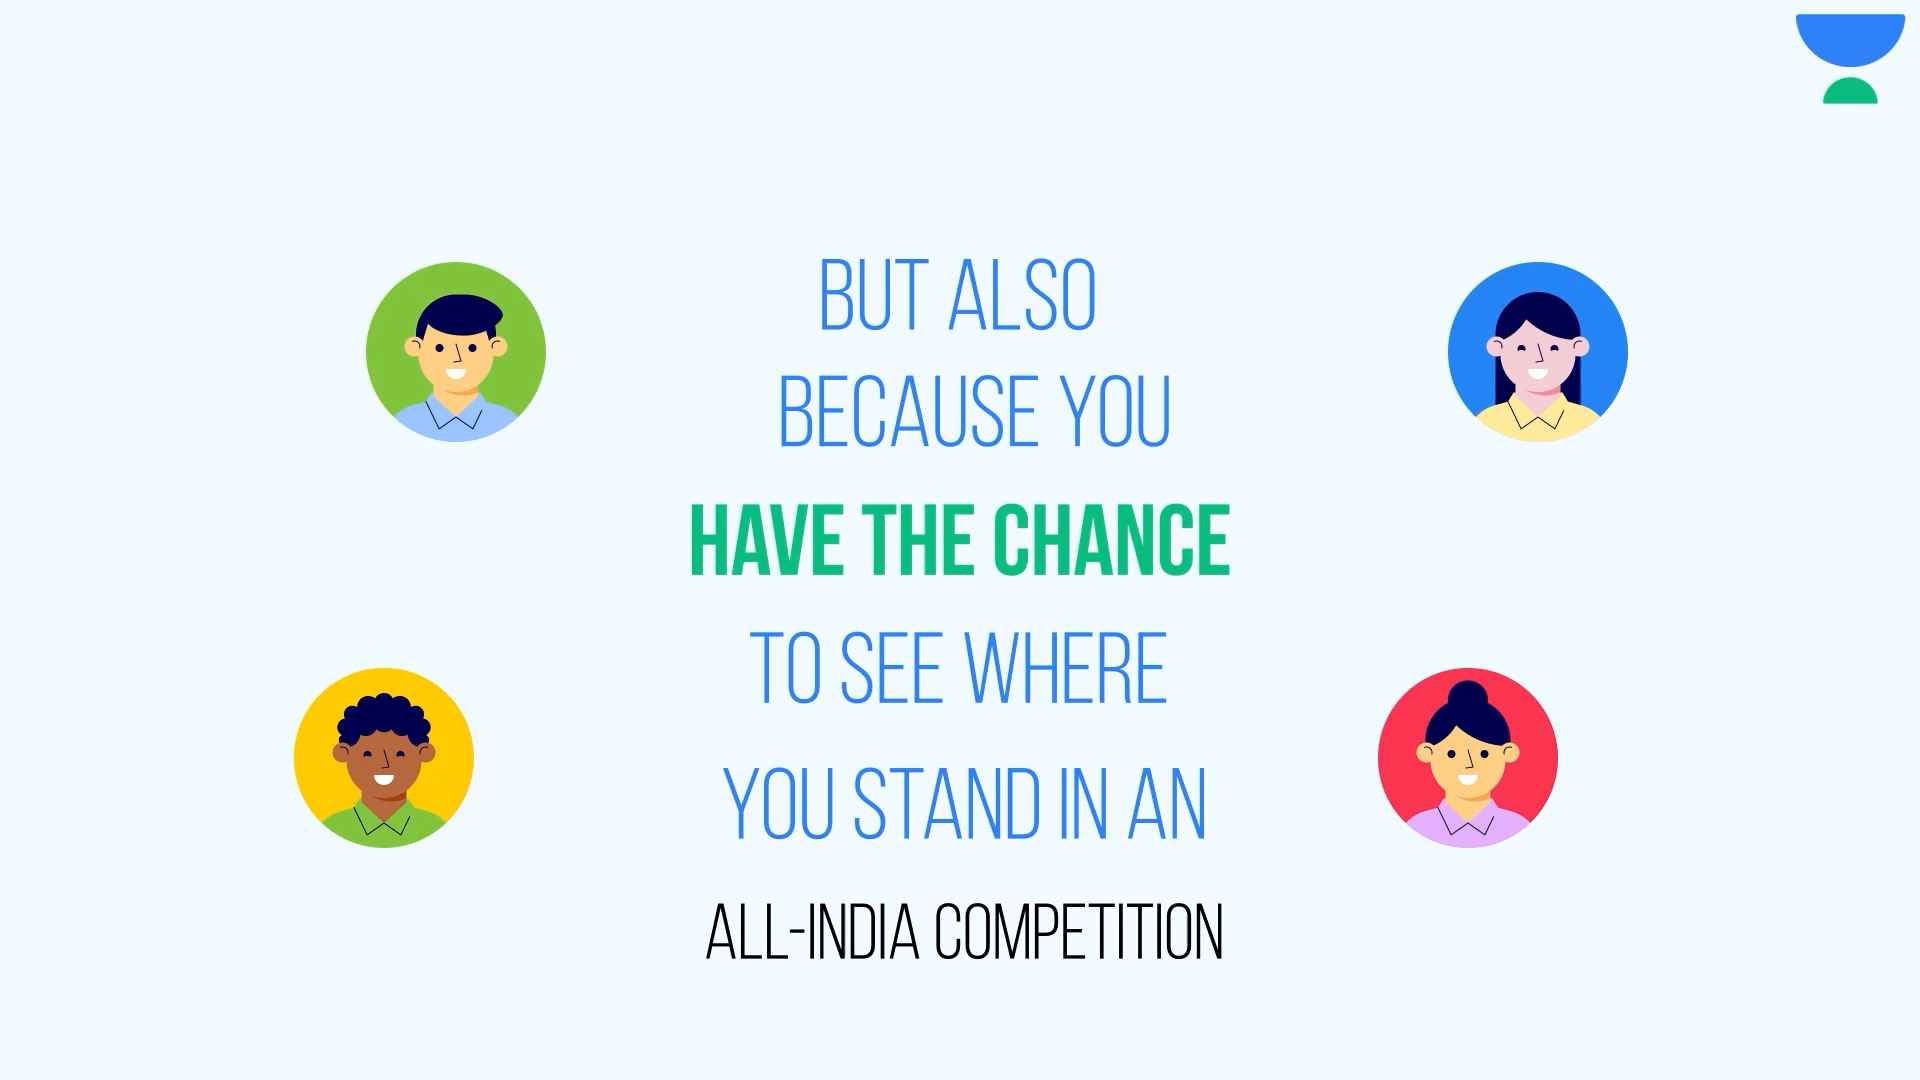 BUT ALSO
BECAUSE YOU
HAVE THE CHANCE
TO SEE WHERE
YOU STAND IN AN
ALL-INDIA COMPETITION